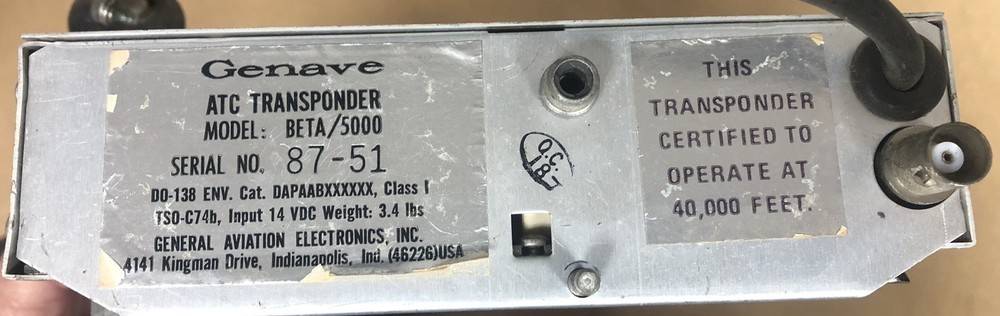 Genave
ATC TRANSPONDER
MODEL: BETA/5000
SERIAL NO. 87-51
DO-138 ENV. Cat. DAPAABXXXXXX, Class I
TSO-C74b, Input 14 VDC Weight: 3.4 lbs
GENERAL AVIATION ELECTRONICS, INC.
4141 Kingman Drive, Indianapolis, Ind. (46226)USA
Q.C.
187
THIS
TRANSPONDER
CERTIFIED TO
OPERATE AT
40,000 FEET.